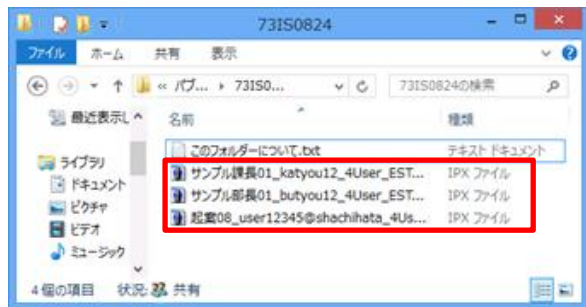 73IS0824
ファイル ホーム 共有 表示
« パブ... ▸ 73IS0... 73IS0824の検索
最近表示し
ライブラリ
ドキュメント
ピクチャ
ビデオ
ミュージック
名前 種類
このフォルダーについて.txt テキスト ドキュメント
サンプル課長01_katyou12_4User_EST... IPX ファイル
サンプル部長01_butyou12_4User_EST... IPX ファイル
起案08_user12345@shachihata_4Us... IPX ファイル
4 個の項目 状況: 共有